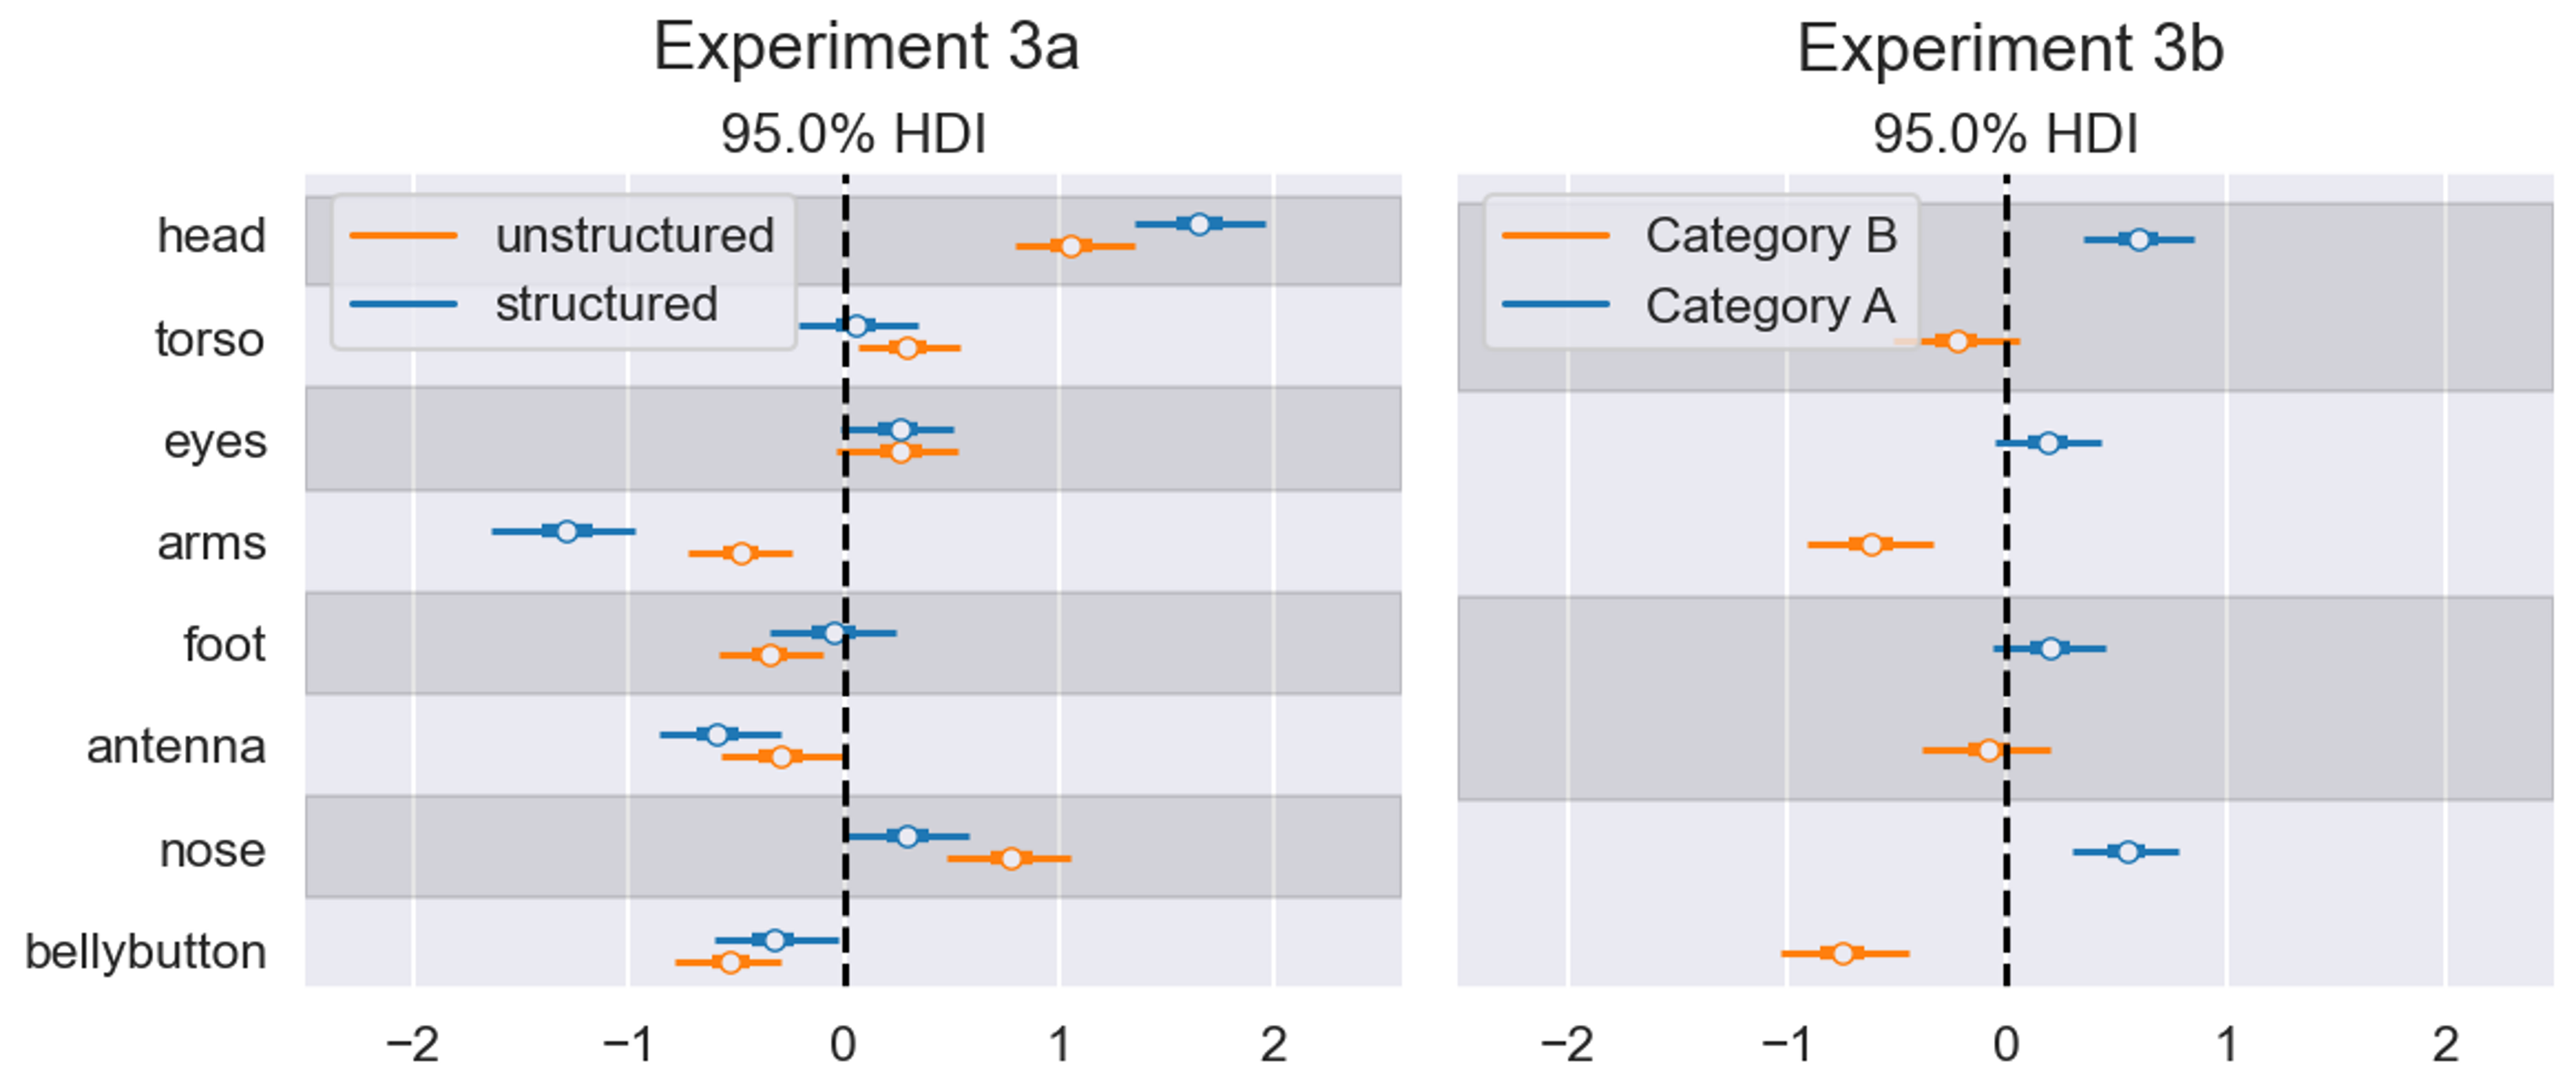 Experiment 3a
95.0% HDI
unstructured
structured
head
torso
eyes
arms
foot
antenna
nose
bellybutton
−2 −1 0 1 2
Experiment 3b
95.0% HDI
Category B
Category A
−2 −1 0 1 2